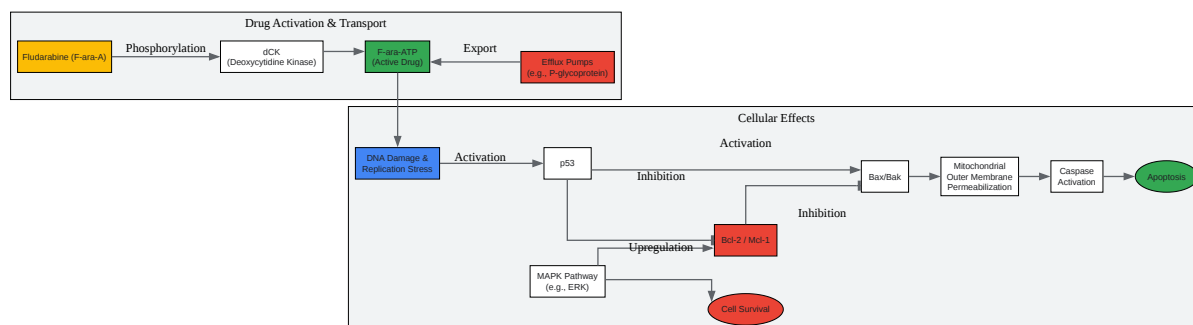 Drug Activation & Transport
Fludarabine (F-ara-A)
Phosphorylation
dCK
(Deoxycytidine Kinase)
F-ara-ATP
(Active Drug)
Export
Efflux Pumps
(e.g., P-glycoprotein)
Cellular Effects
DNA Damage &
Replication Stress
Activation
p53
Activation
Inhibition
Bax/Bak
Mitochondrial
Outer Membrane
Permeabilization
Caspase
Activation
Apoptosis
Inhibition
Bcl-2 / Mcl-1
Upregulation
MAPK Pathway
(e.g., ERK)
Cell Survival